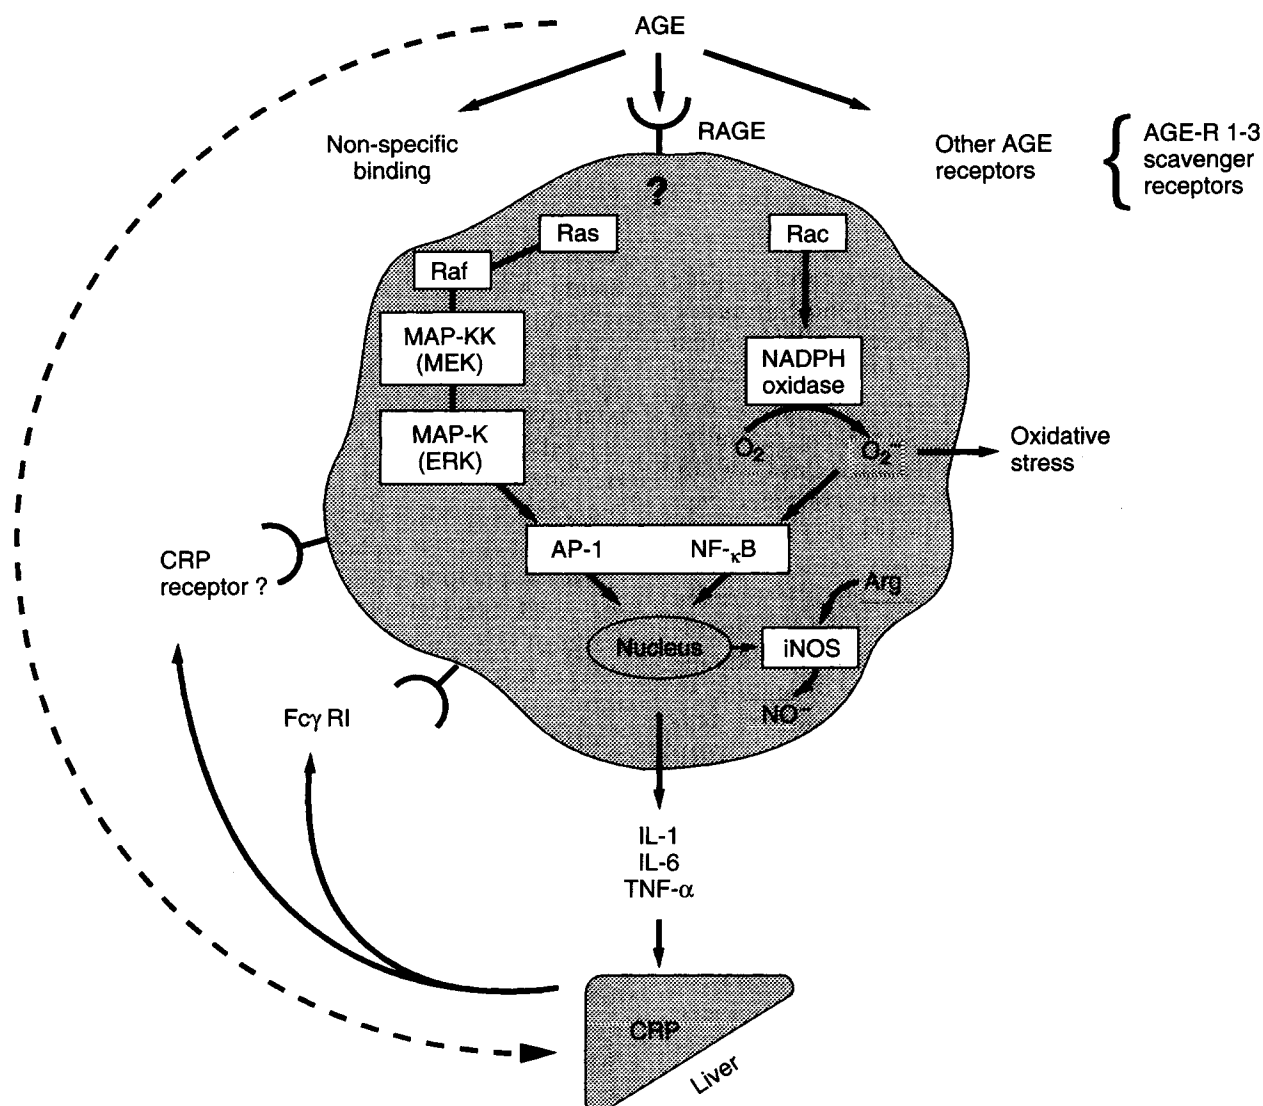 AGE
RAGE
Non-specific
binding
Other AGE
receptors
{
AGE-R 1-3
scavenger
receptors
?
Ras
Rac
Raf
MAP-KK
(MEK)
NADPH
oxidase
MAP-K
(ERK)
O₂
O₂⁻
Oxidative
stress
AP-1
NF-κB
CRP
receptor ?
Arg
Nucleus
iNOS
NO⁻
Fcγ RI
IL-1
IL-6
TNF-α
CRP
Liver